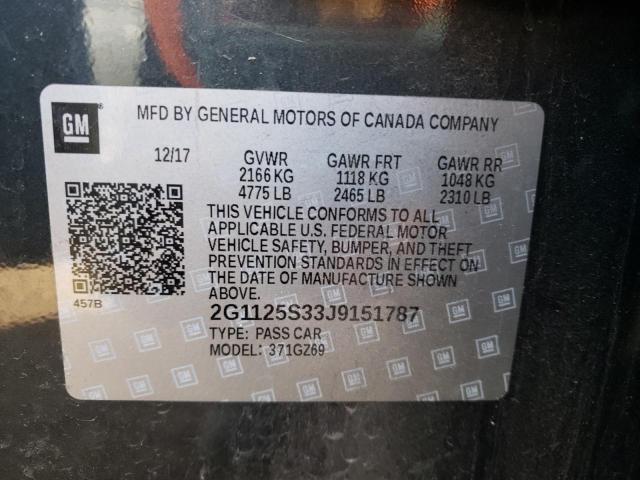 GM
MFD BY GENERAL MOTORS OF CANADA COMPANY
12/17 GVWR GAWR FRT GAWR RR
2166 KG 1118 KG 1048 KG
4775 LB 2465 LB 2310 LB
THIS VEHICLE CONFORMS TO ALL
APPLICABLE U.S. FEDERAL MOTOR
VEHICLE SAFETY, BUMPER, AND THEFT
PREVENTION STANDARDS IN EFFECT ON
THE DATE OF MANUFACTURE SHOWN
ABOVE.
457B
2G1125S33J9151787
TYPE: PASS CAR
MODEL: 371GZ69